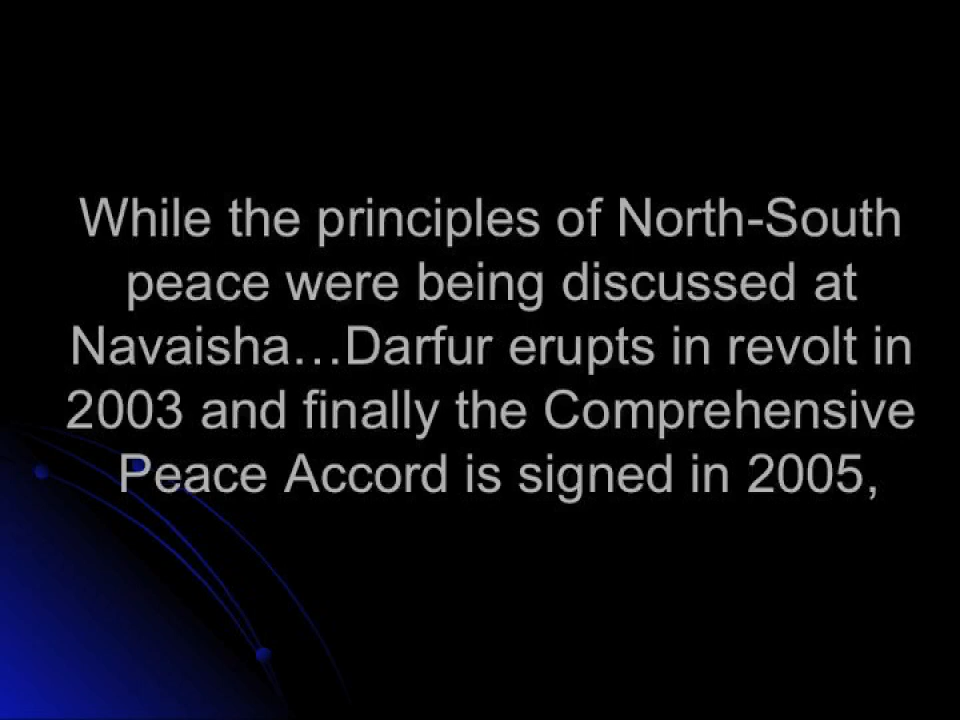 While the principles of North-South
peace were being discussed at
Navaisha…Darfur erupts in revolt in
2003 and finally the Comprehensive
Peace Accord is signed in 2005,